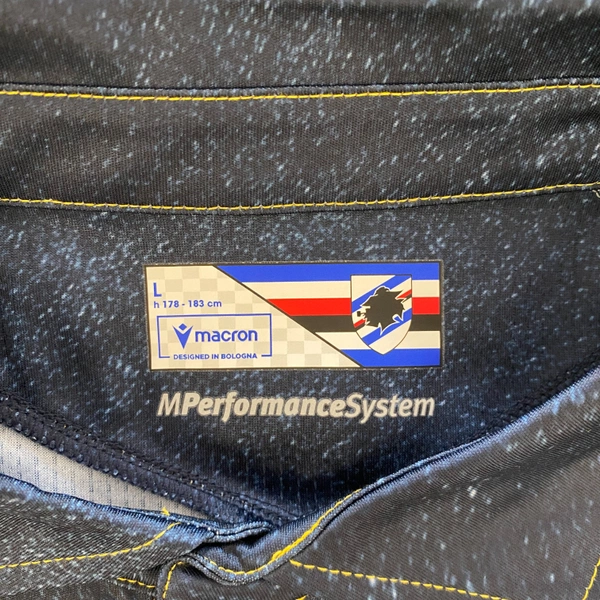 L
h 178 - 183 cm
macron
DESIGNED IN BOLOGNA
MPerformanceSystem